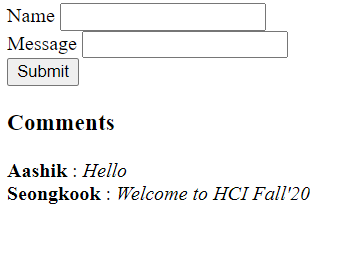 Name
Message
Submit
Comments
Aashik : Hello
Seongkook : Welcome to HCI Fall'20